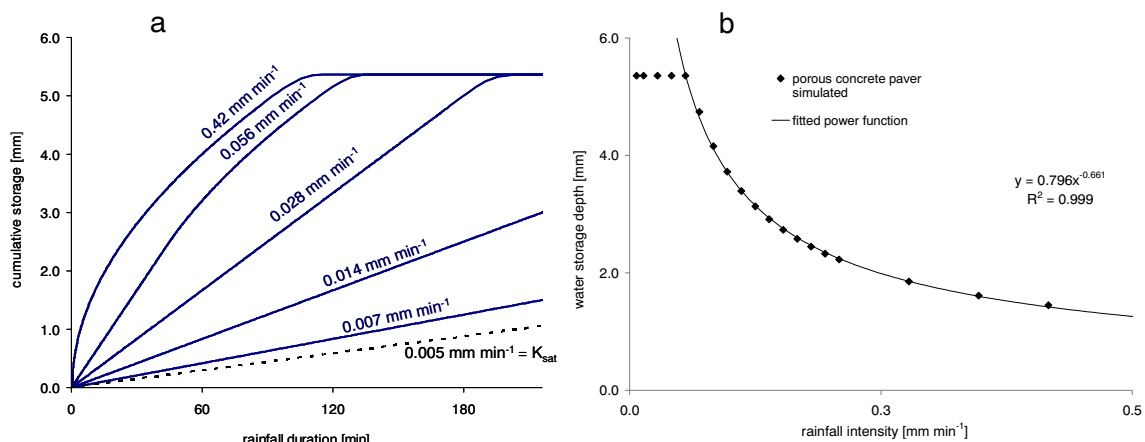 a
6.0
5.0
4.0
3.0
2.0
1.0
0.0
cumulative storage [mm]
0.42 mm min-1
0.056 mm min-1
0.028 mm min-1
0.014 mm min-1
0.007 mm min-1
0.005 mm min-1 = Ksat
0
60
120
180
rainfall duration [min]
b
6.0
4.0
2.0
0.0
water storage depth [mm]
porous concrete paver
simulated
fitted power function
y = 0.796x-0.661
R2 = 0.999
0.0
0.3
0.5
rainfall intensity [mm min-1]